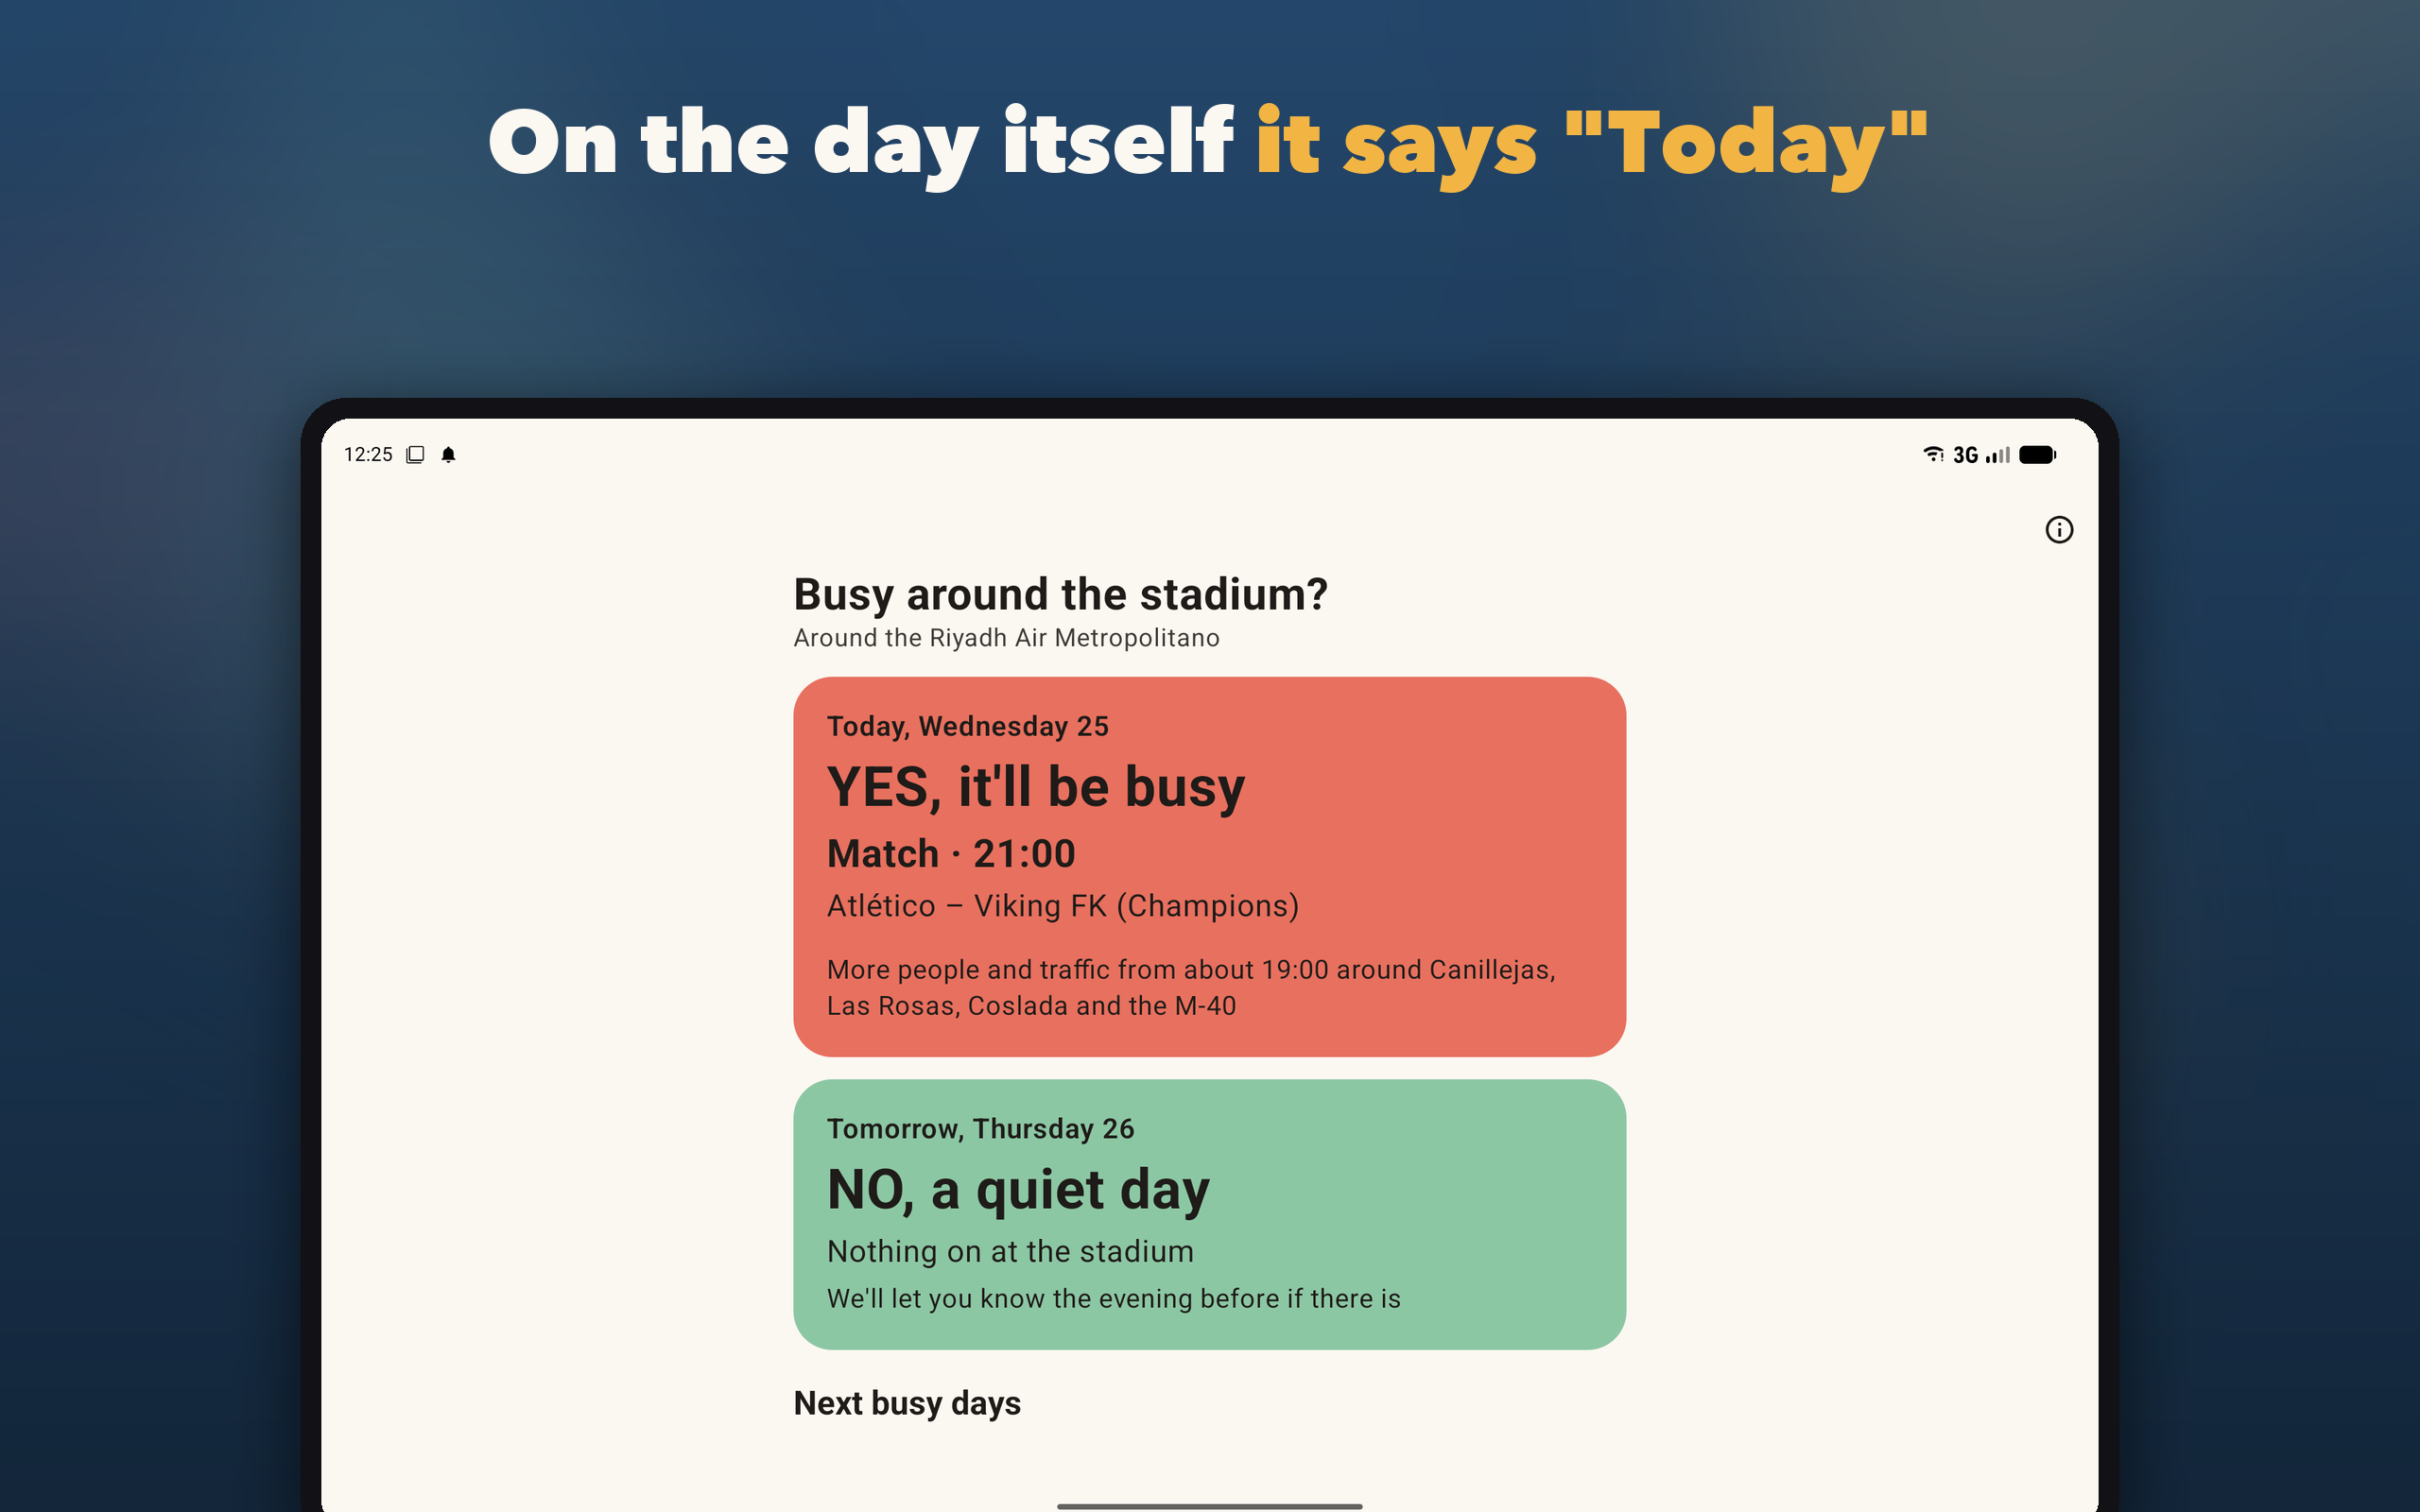 On the day itself it says "Today"
12:25
3G
Busy around the stadium?
Around the Riyadh Air Metropolitano
Today, Wednesday 25
YES, it'll be busy
Match · 21:00
Atlético – Viking FK (Champions)
More people and traffic from about 19:00 around Canillejas,
Las Rosas, Coslada and the M-40
Tomorrow, Thursday 26
NO, a quiet day
Nothing on at the stadium
We'll let you know the evening before if there is
Next busy days